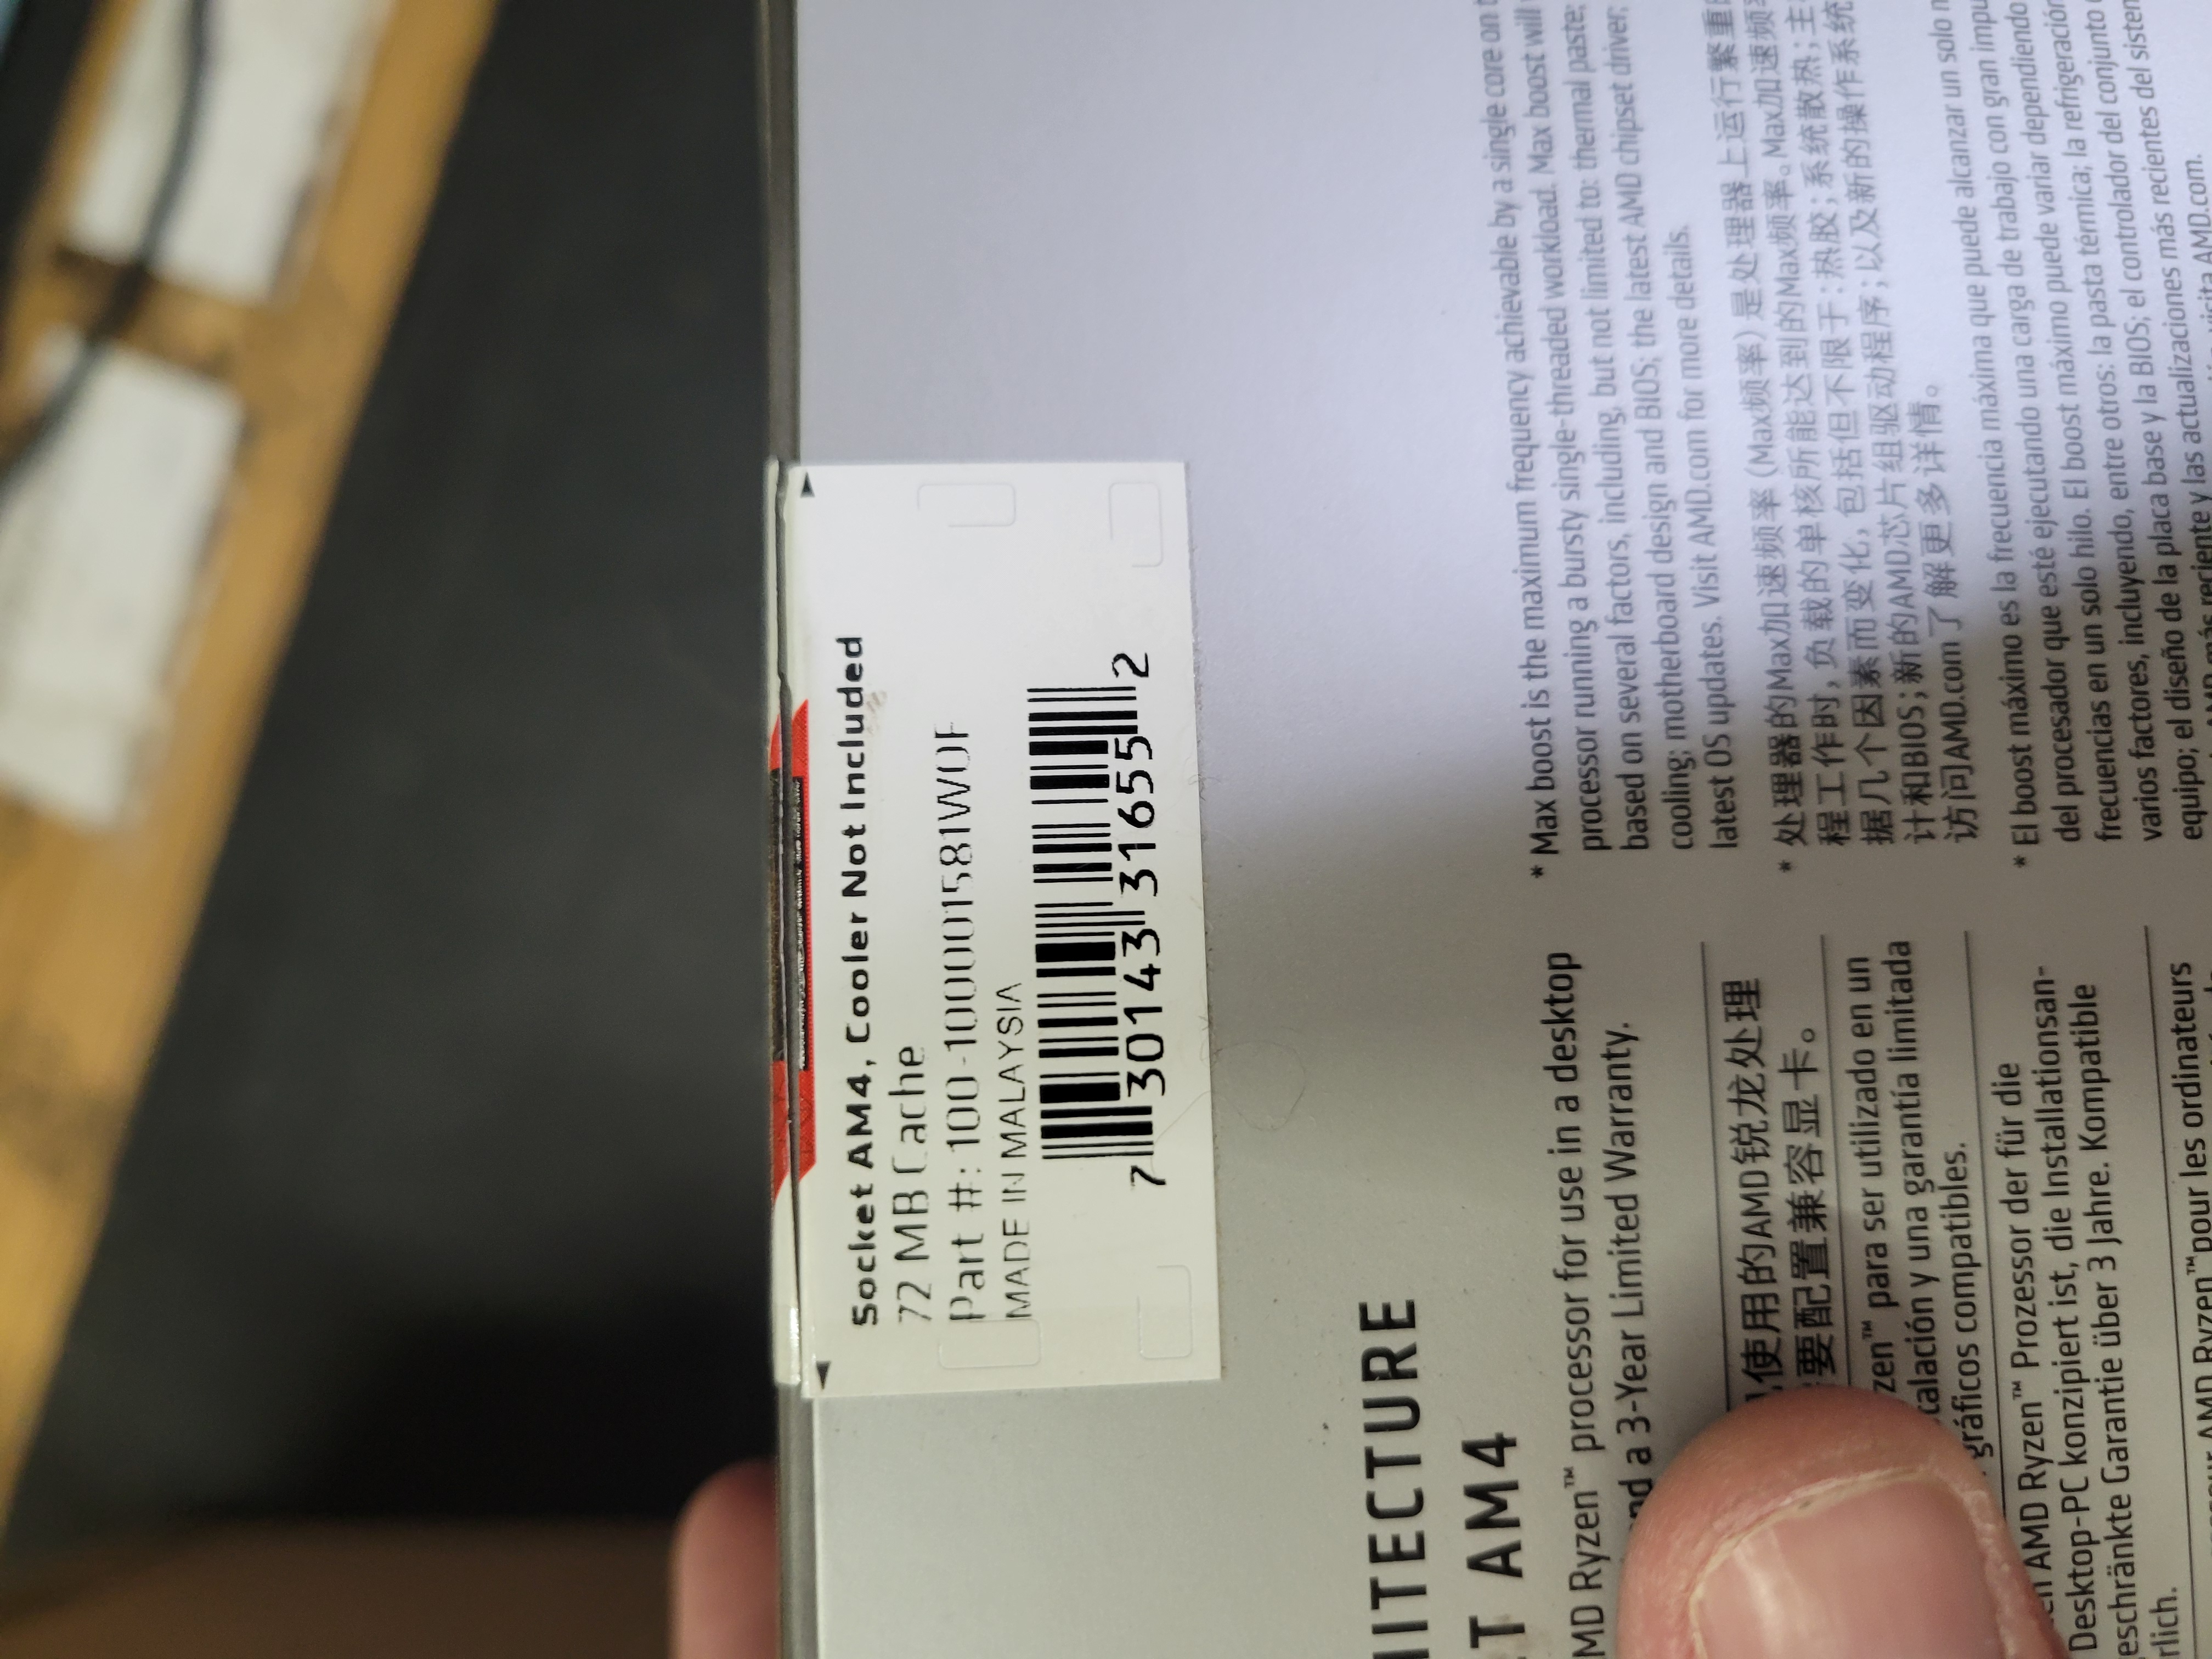 Socket AM4, Cooler Not Included
72 MB Cache
Part #: 100-100001581WOF
MADE IN MALAYSIA
7 30143 31655 2
HITECTURE
T AM4
MD Ryzen™ processor for use in a desktop
nd a 3-Year Limited Warranty.
使用的AMD锐龙处理
要配置兼容显卡。
zen™ para ser utilizado en un
talación y una garantía limitada
gráficos compatibles.
AMD Ryzen™ Prozessor der für die
Desktop-PC konzipiert ist, die Installationsan-
eschränkte Garantie über 3 Jahre. Kompatible
rlich.
AMD Ryzen™pour les ordinateurs
* Max boost is the maximum frequency achievable by a single core on t
processor running a bursty single-threaded workload. Max boost will
based on several factors, including, but not limited to: thermal paste;
cooling; motherboard design and BIOS; the latest AMD chipset driver;
latest OS updates. Visit AMD.com for more details.
* 处理器的Max加速频率（Max频率）是处理器上运行繁重
程工作时，负载的单核所能达到的Max频率。Max加速频率
据几个因素而变化，包括但不限于：热胶；系统散热；主
计和BIOS；新的AMD芯片组驱动程序；以及新的操作系统
访问AMD.com了解更多详情。
* El boost máximo es la frecuencia máxima que puede alcanzar un solo n
del procesador que esté ejecutando una carga de trabajo con gran impu
frecuencias en un solo hilo. El boost máximo puede variar dependiendo
varios factores, incluyendo, entre otros: la pasta térmica; la refrigeración
equipo; el diseño de la placa base y la BIOS; el controlador del conjunto
más reciente y las actualizaciones más recientes del sistem
AMD.com.